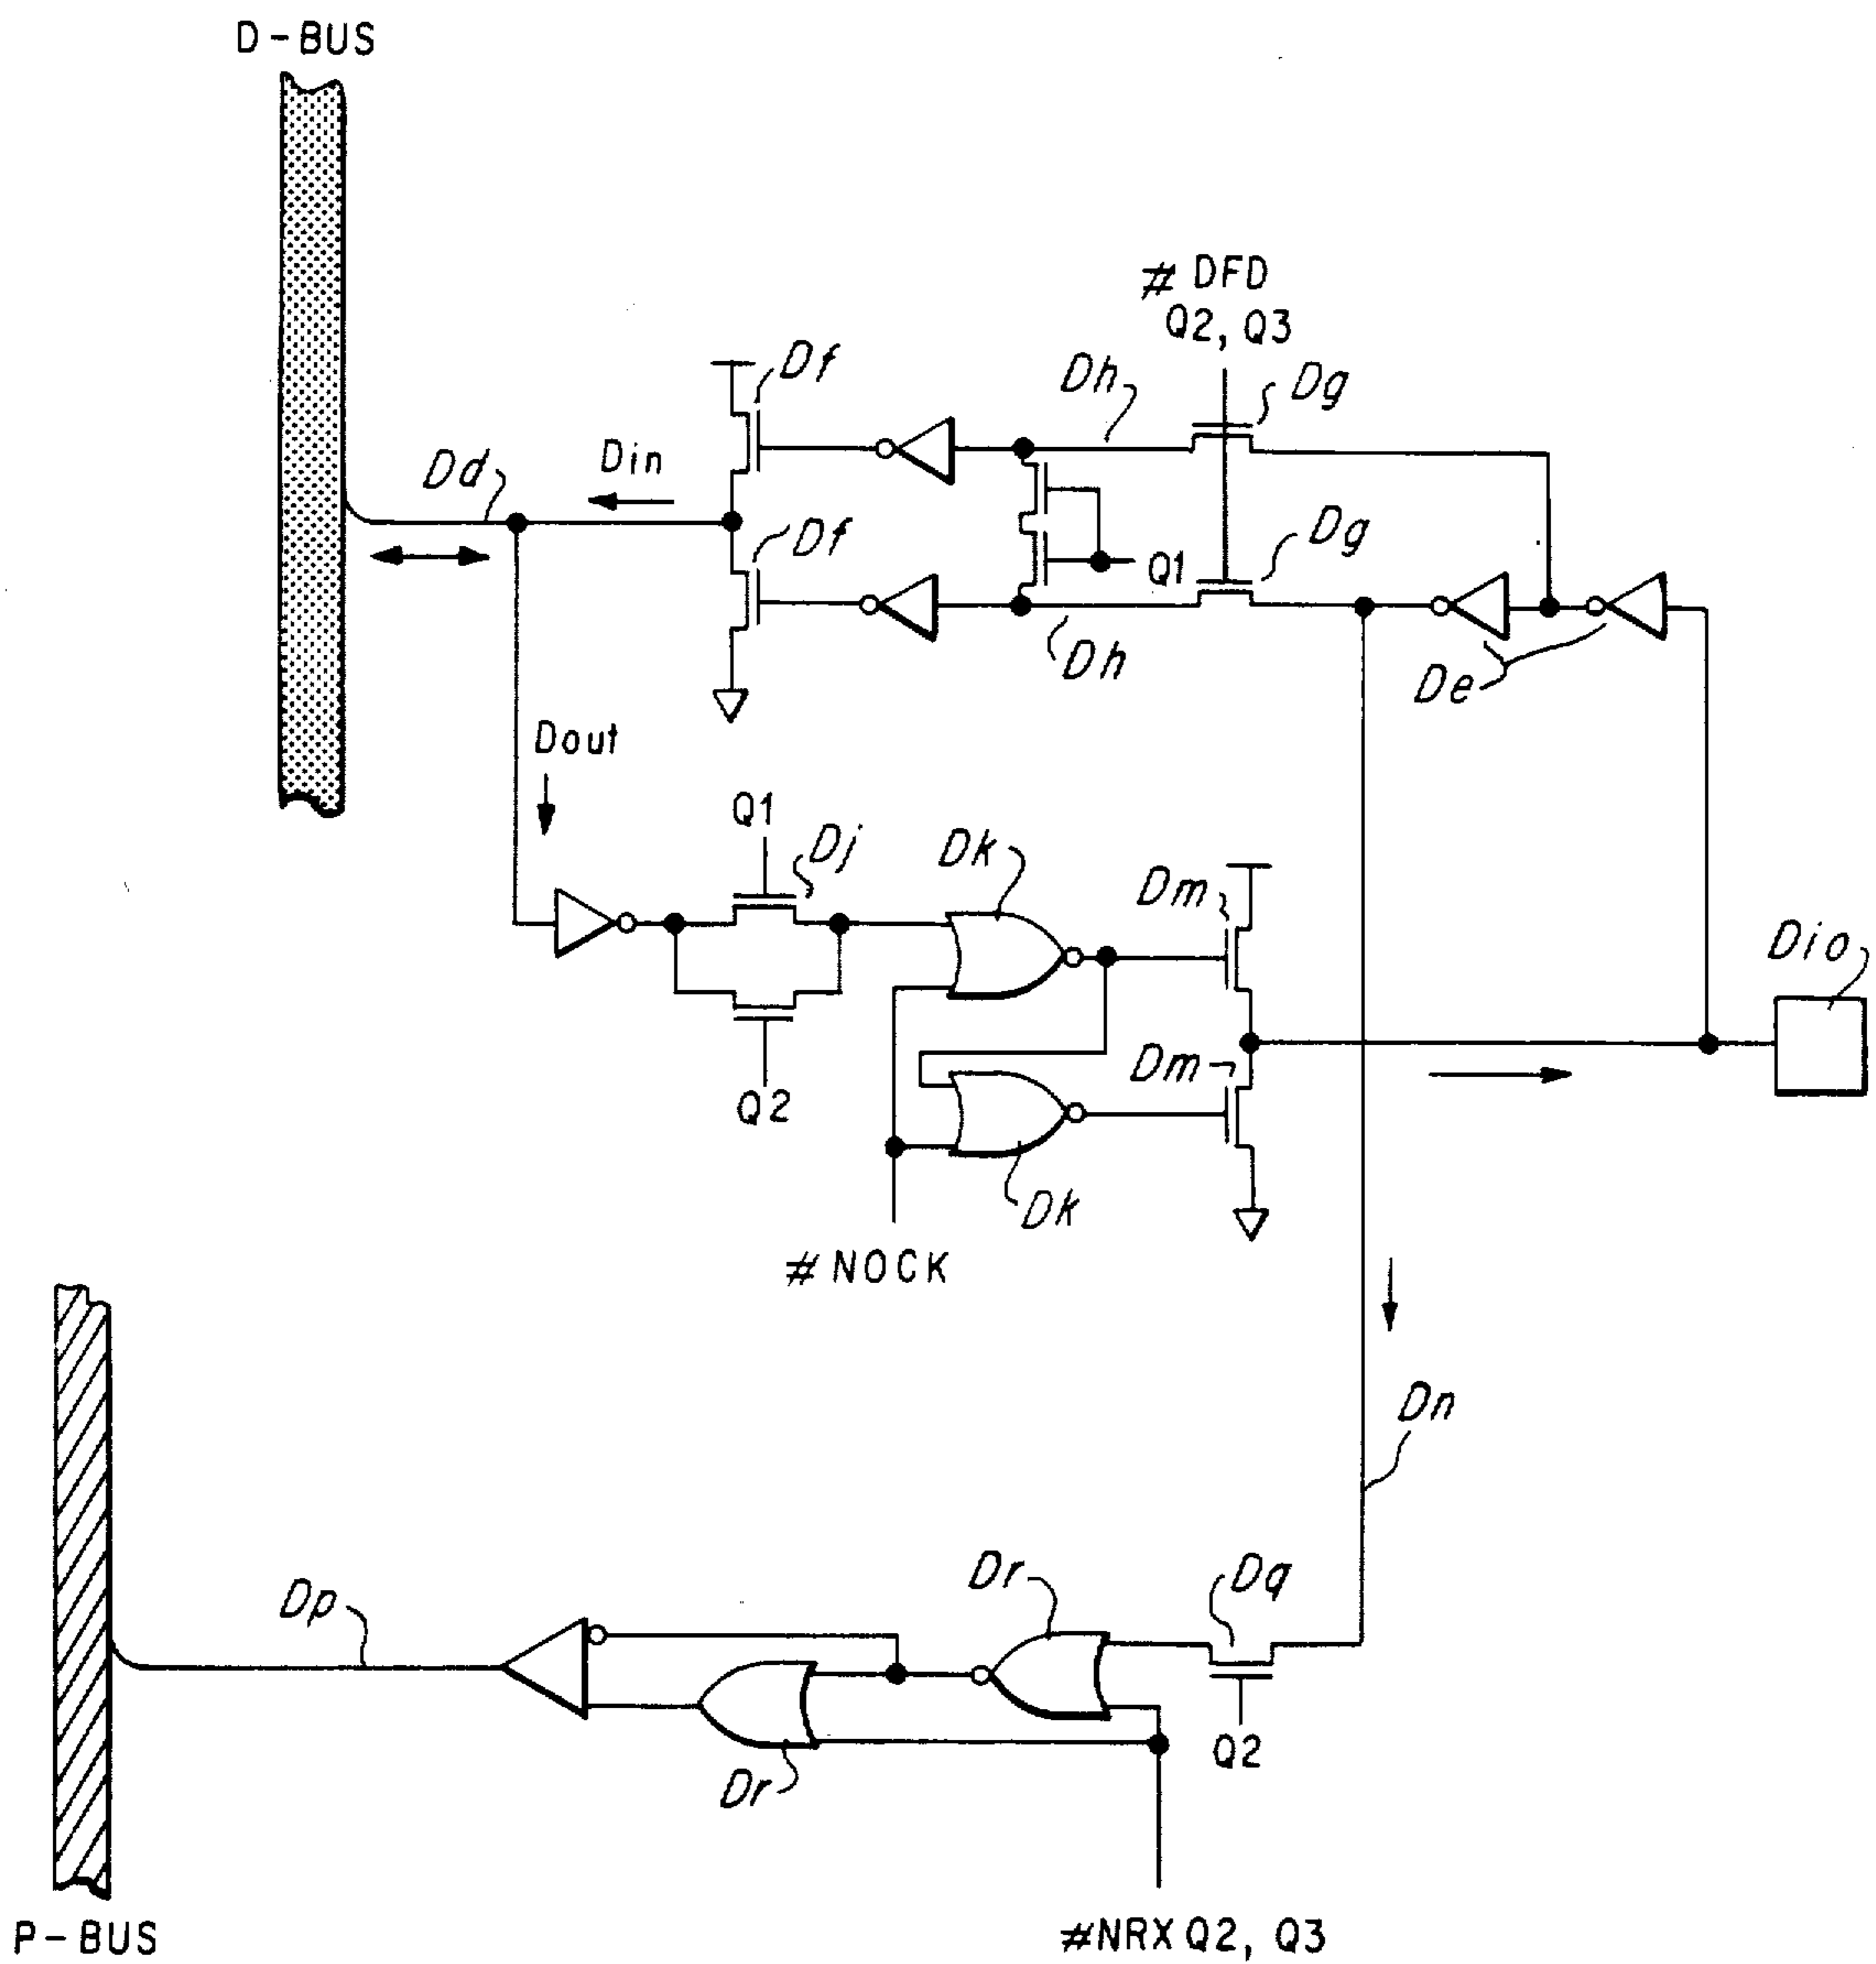 D-BUS
# DFD
Q2, Q3
Df
Dh
Dg
Din
Dd
Df
Dg
Q1
Dh
De
Dout
Q1
Dj
Dk
Dm
Dio
Dm
Q2
Dk
#NOCK
Dn
Dr
Dq
Dp
Q2
Dr
P-BUS
#NRX Q2, Q3